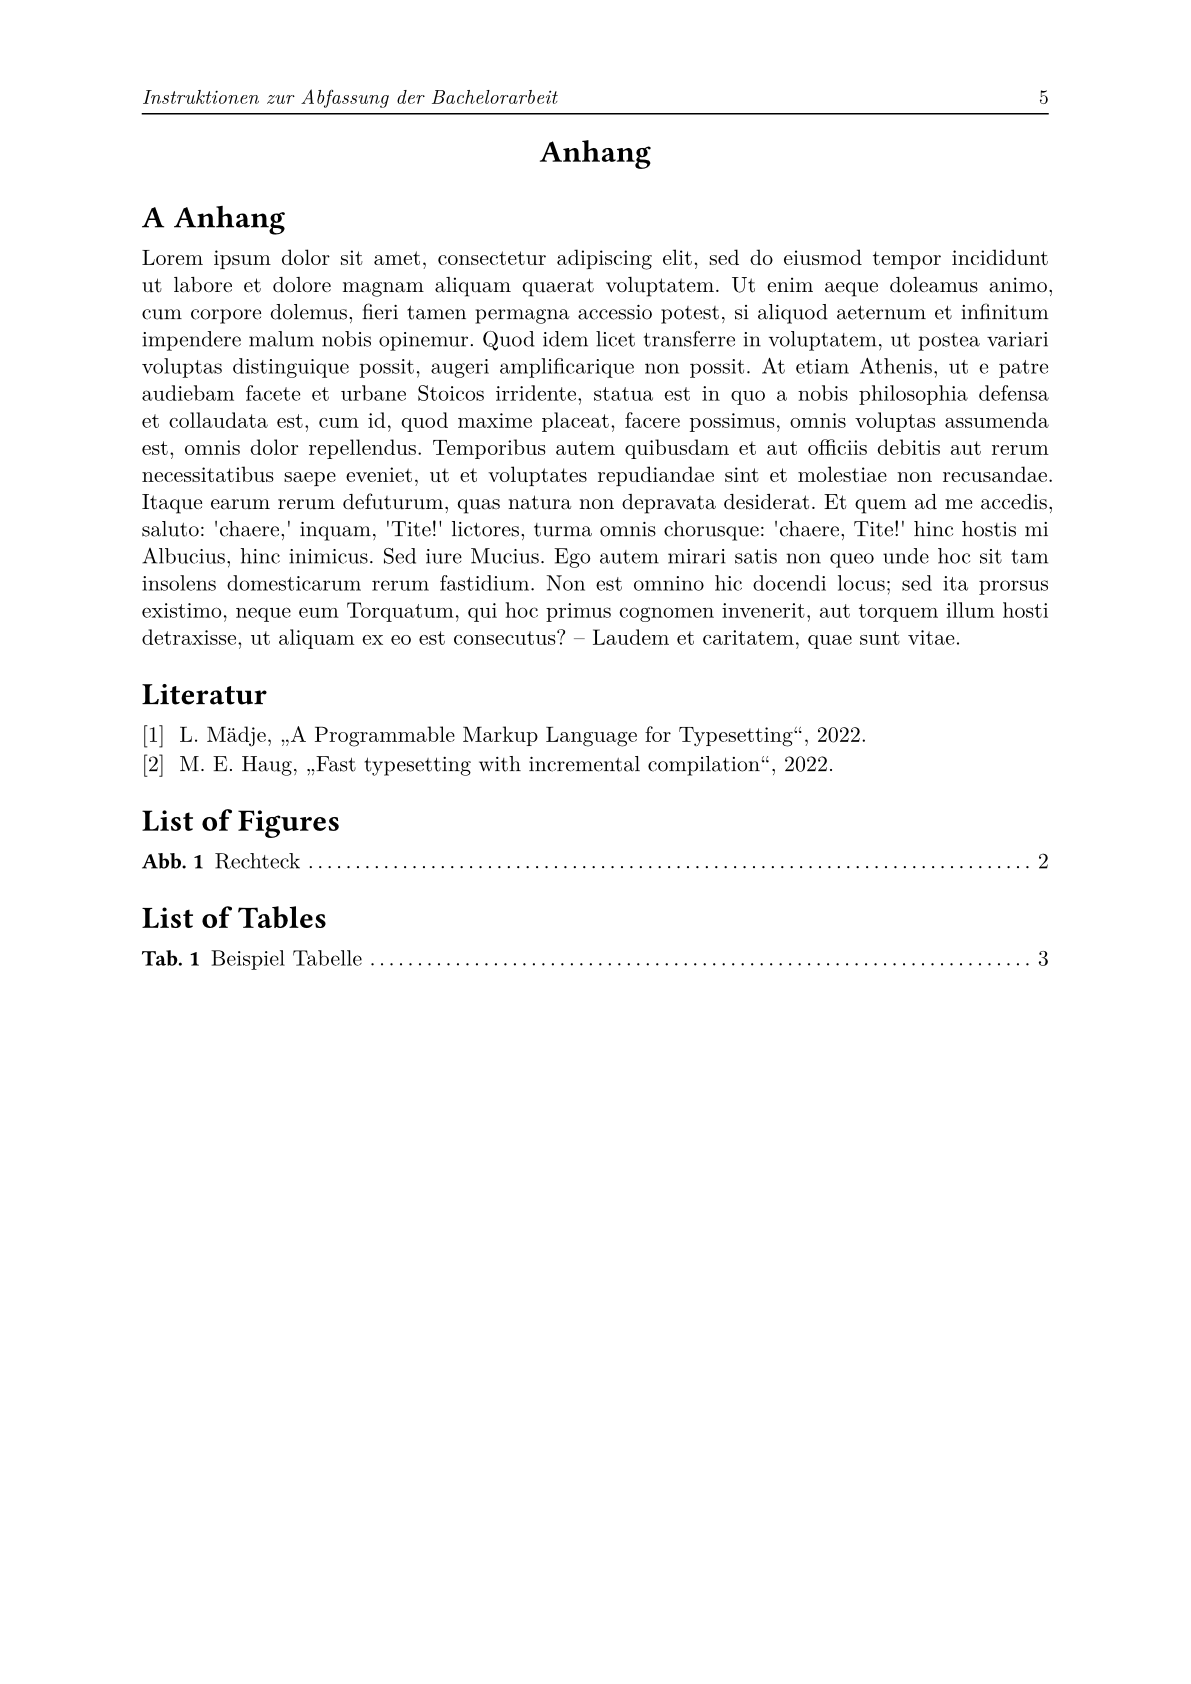 Instruktionen zur Abfassung der Bachelorarbeit 5
Anhang
A Anhang
Lorem ipsum dolor sit amet, consectetur adipiscing elit, sed do eiusmod tempor incididunt
ut labore et dolore magnam aliquam quaerat voluptatem. Ut enim aeque doleamus animo,
cum corpore dolemus, fieri tamen permagna accessio potest, si aliquod aeternum et infinitum
impendere malum nobis opinemur. Quod idem licet transferre in voluptatem, ut postea variari
voluptas distinguique possit, augeri amplificarique non possit. At etiam Athenis, ut e patre
audiebam facete et urbane Stoicos irridente, statua est in quo a nobis philosophia defensa
et collaudata est, cum id, quod maxime placeat, facere possimus, omnis voluptas assumenda
est, omnis dolor repellendus. Temporibus autem quibusdam et aut officiis debitis aut rerum
necessitatibus saepe eveniet, ut et voluptates repudiandae sint et molestiae non recusandae.
Itaque earum rerum defuturum, quas natura non depravata desiderat. Et quem ad me accedis,
saluto: 'chaere,' inquam, 'Tite!' lictores, turma omnis chorusque: 'chaere, Tite!' hinc hostis mi
Albucius, hinc inimicus. Sed iure Mucius. Ego autem mirari satis non queo unde hoc sit tam
insolens domesticarum rerum fastidium. Non est omnino hic docendi locus; sed ita prorsus
existimo, neque eum Torquatum, qui hoc primus cognomen invenerit, aut torquem illum hosti
detraxisse, ut aliquam ex eo est consecutus? – Laudem et caritatem, quae sunt vitae.
Literatur
[1] L. Mädje, „A Programmable Markup Language for Typesetting“, 2022.
[2] M. E. Haug, „Fast typesetting with incremental compilation“, 2022.
List of Figures
Abb. 1 Rechteck ........................................................................... 2
List of Tables
Tab. 1 Beispiel Tabelle ..................................................................... 3